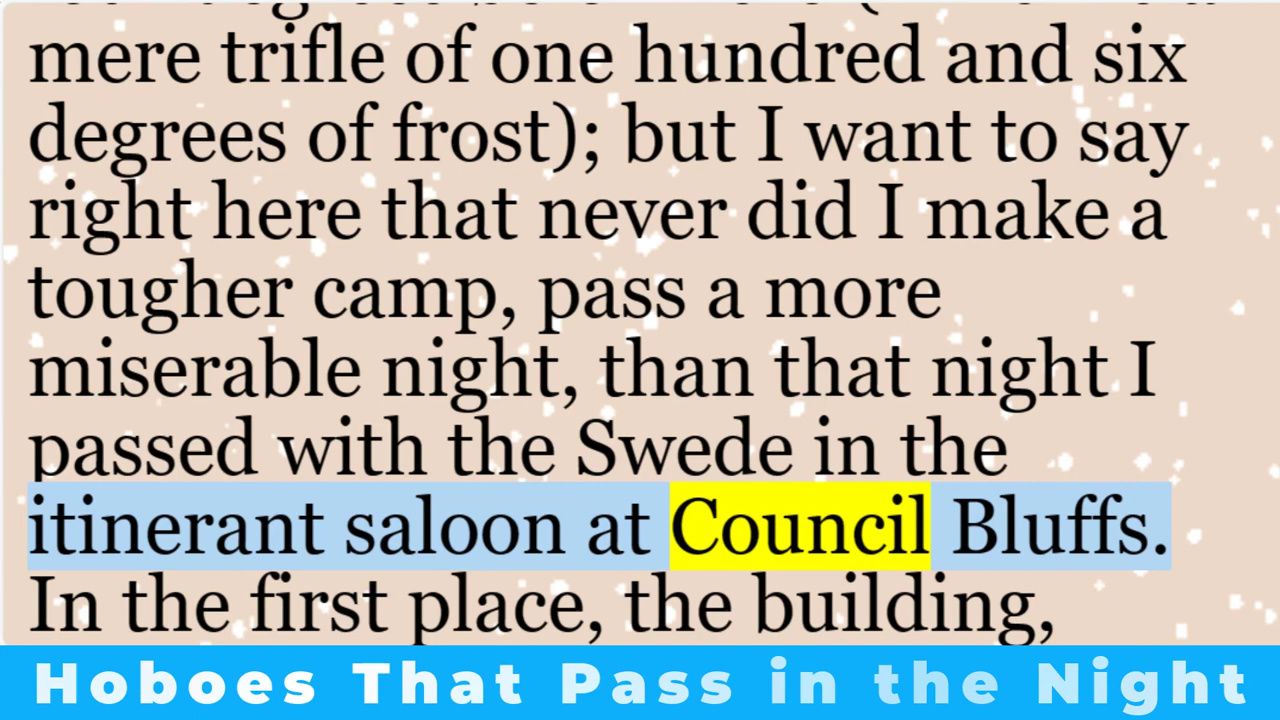 mere trifle of one hundred and six
degrees of frost); but I want to say
right here that never did I make a
tougher camp, pass a more
miserable night, than that night I
passed with the Swede in the
itinerant saloon at Council Bluffs.
In the first place, the building,
Hoboes That Pass in the Night